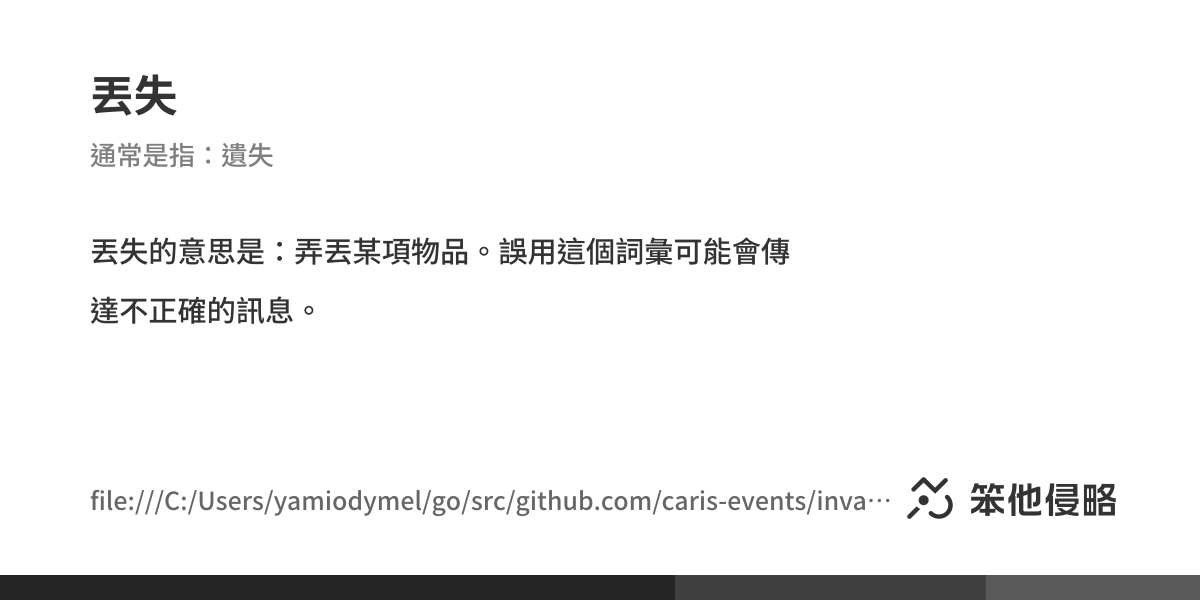 丟失
通常是指：遺失
丟失的意思是：弄丟某項物品。誤用這個詞彙可能會傳
達不正確的訊息。
file:///C:/Users/yamiodymel/go/src/github.com/caris-events/inva…
笨他侵略